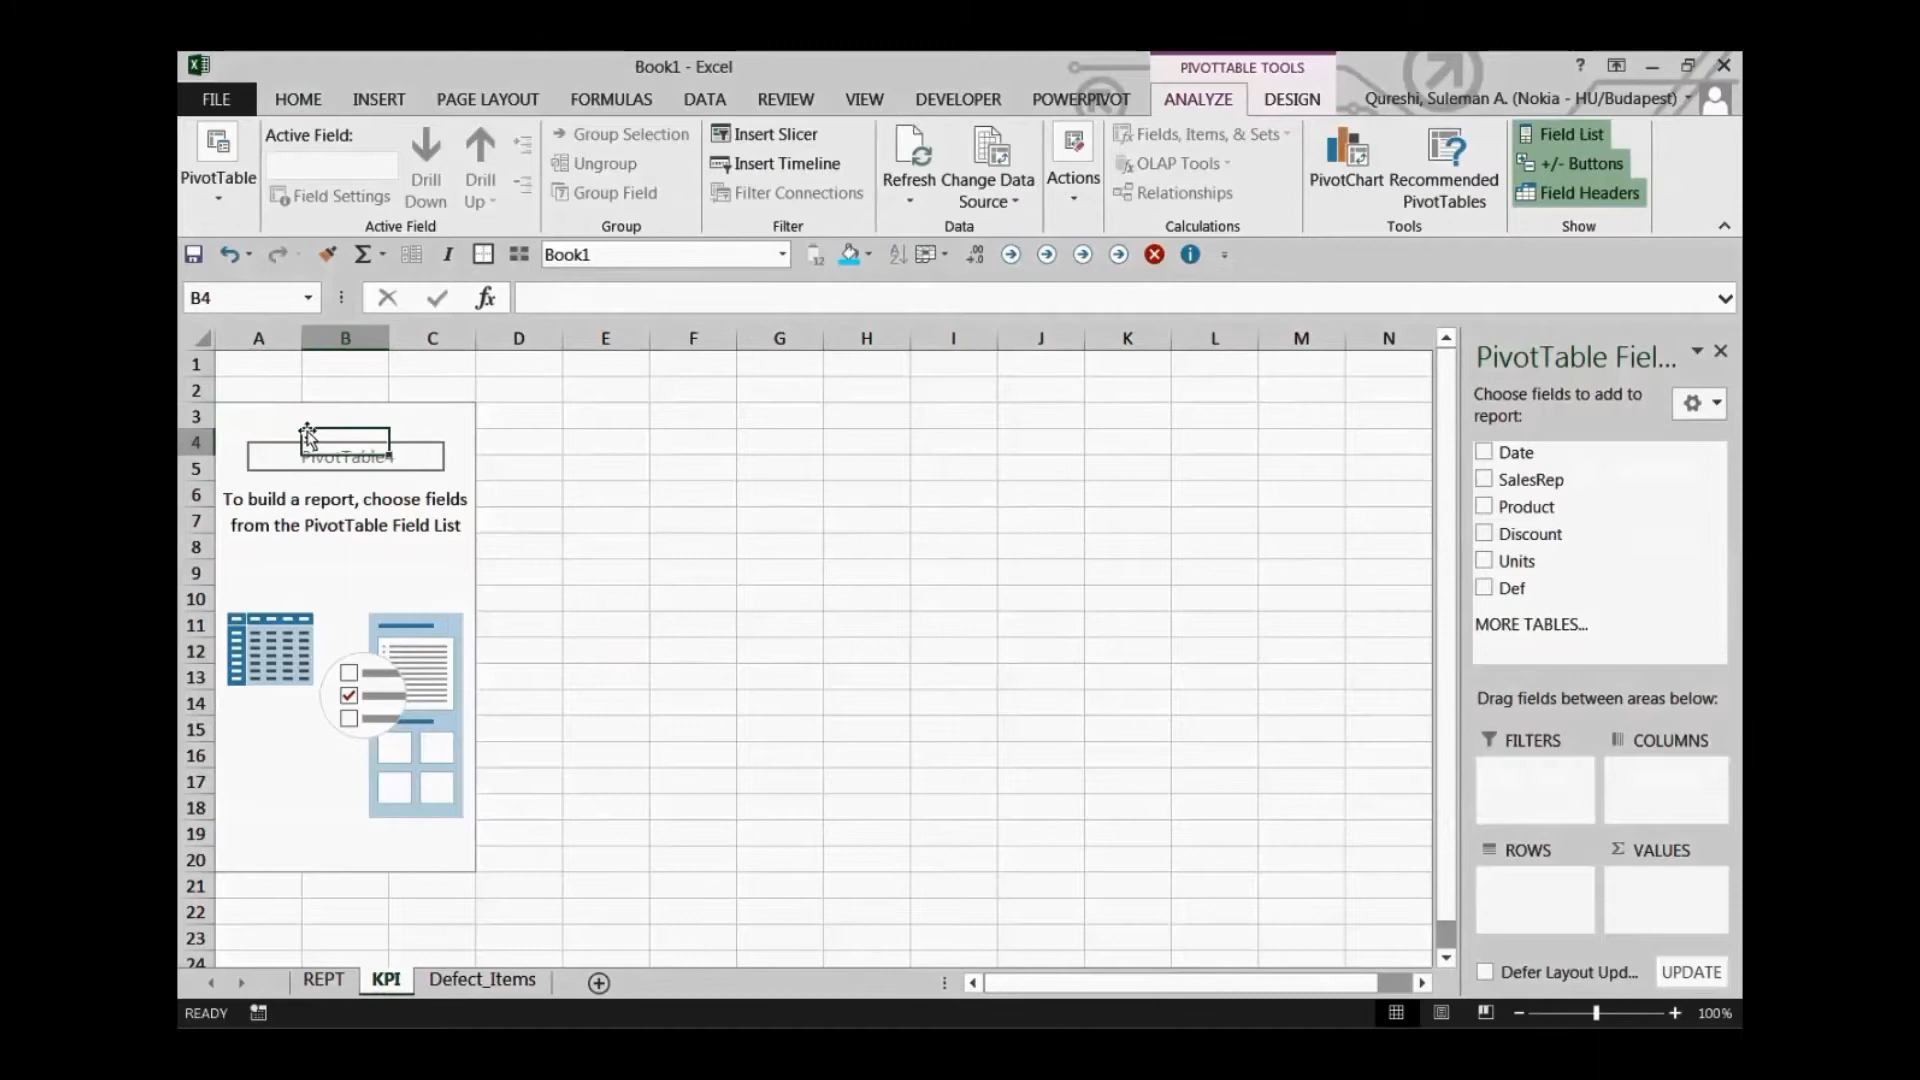 Book1 - Excel
PIVOTTABLE TOOLS
?
FILE HOME INSERT PAGE LAYOUT FORMULAS DATA REVIEW VIEW DEVELOPER POWERPIVOT ANALYZE DESIGN Qureshi, Suleman A. (Nokia - HU/Budapest)
PivotTable
Active Field:
Field Settings
Drill
Down
Drill
Up
Active Field
Group Selection
Ungroup
Group Field
Group
Insert Slicer
Insert Timeline
Filter Connections
Filter
Refresh
Change Data
Source
Data
Actions
Fields, Items, & Sets
OLAP Tools
Relationships
Calculations
PivotChart
Recommended
PivotTables
Tools
Field List
+/- Buttons
Field Headers
Show
Book1
B4
fx
A B C D E F G H I J K L M N
1
2
3
4
5
6
7
8
9
10
11
12
13
14
15
16
17
18
19
20
21
22
23
24
PivotTable4
To build a report, choose fields
from the PivotTable Field List
PivotTable Fiel...
Choose fields to add to
report:
Date
SalesRep
Product
Discount
Units
Def
MORE TABLES...
Drag fields between areas below:
FILTERS
COLUMNS
ROWS
Σ VALUES
Defer Layout Upd...
UPDATE
REPT KPI Defect_Items
READY
100%